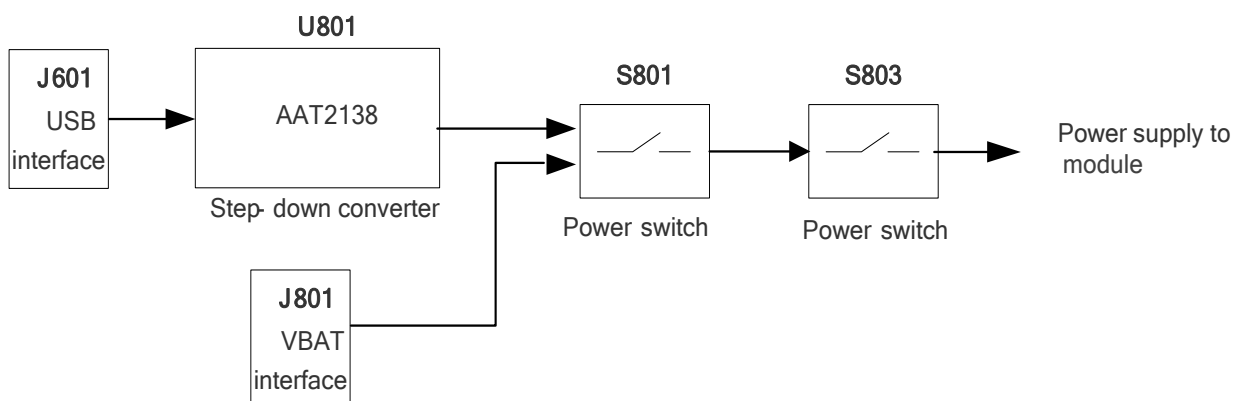 U801
J601
USB
interface
AAT2138
Step- down converter
S801
Power switch
S803
Power switch
Power supply to
module
J801
VBAT
interface